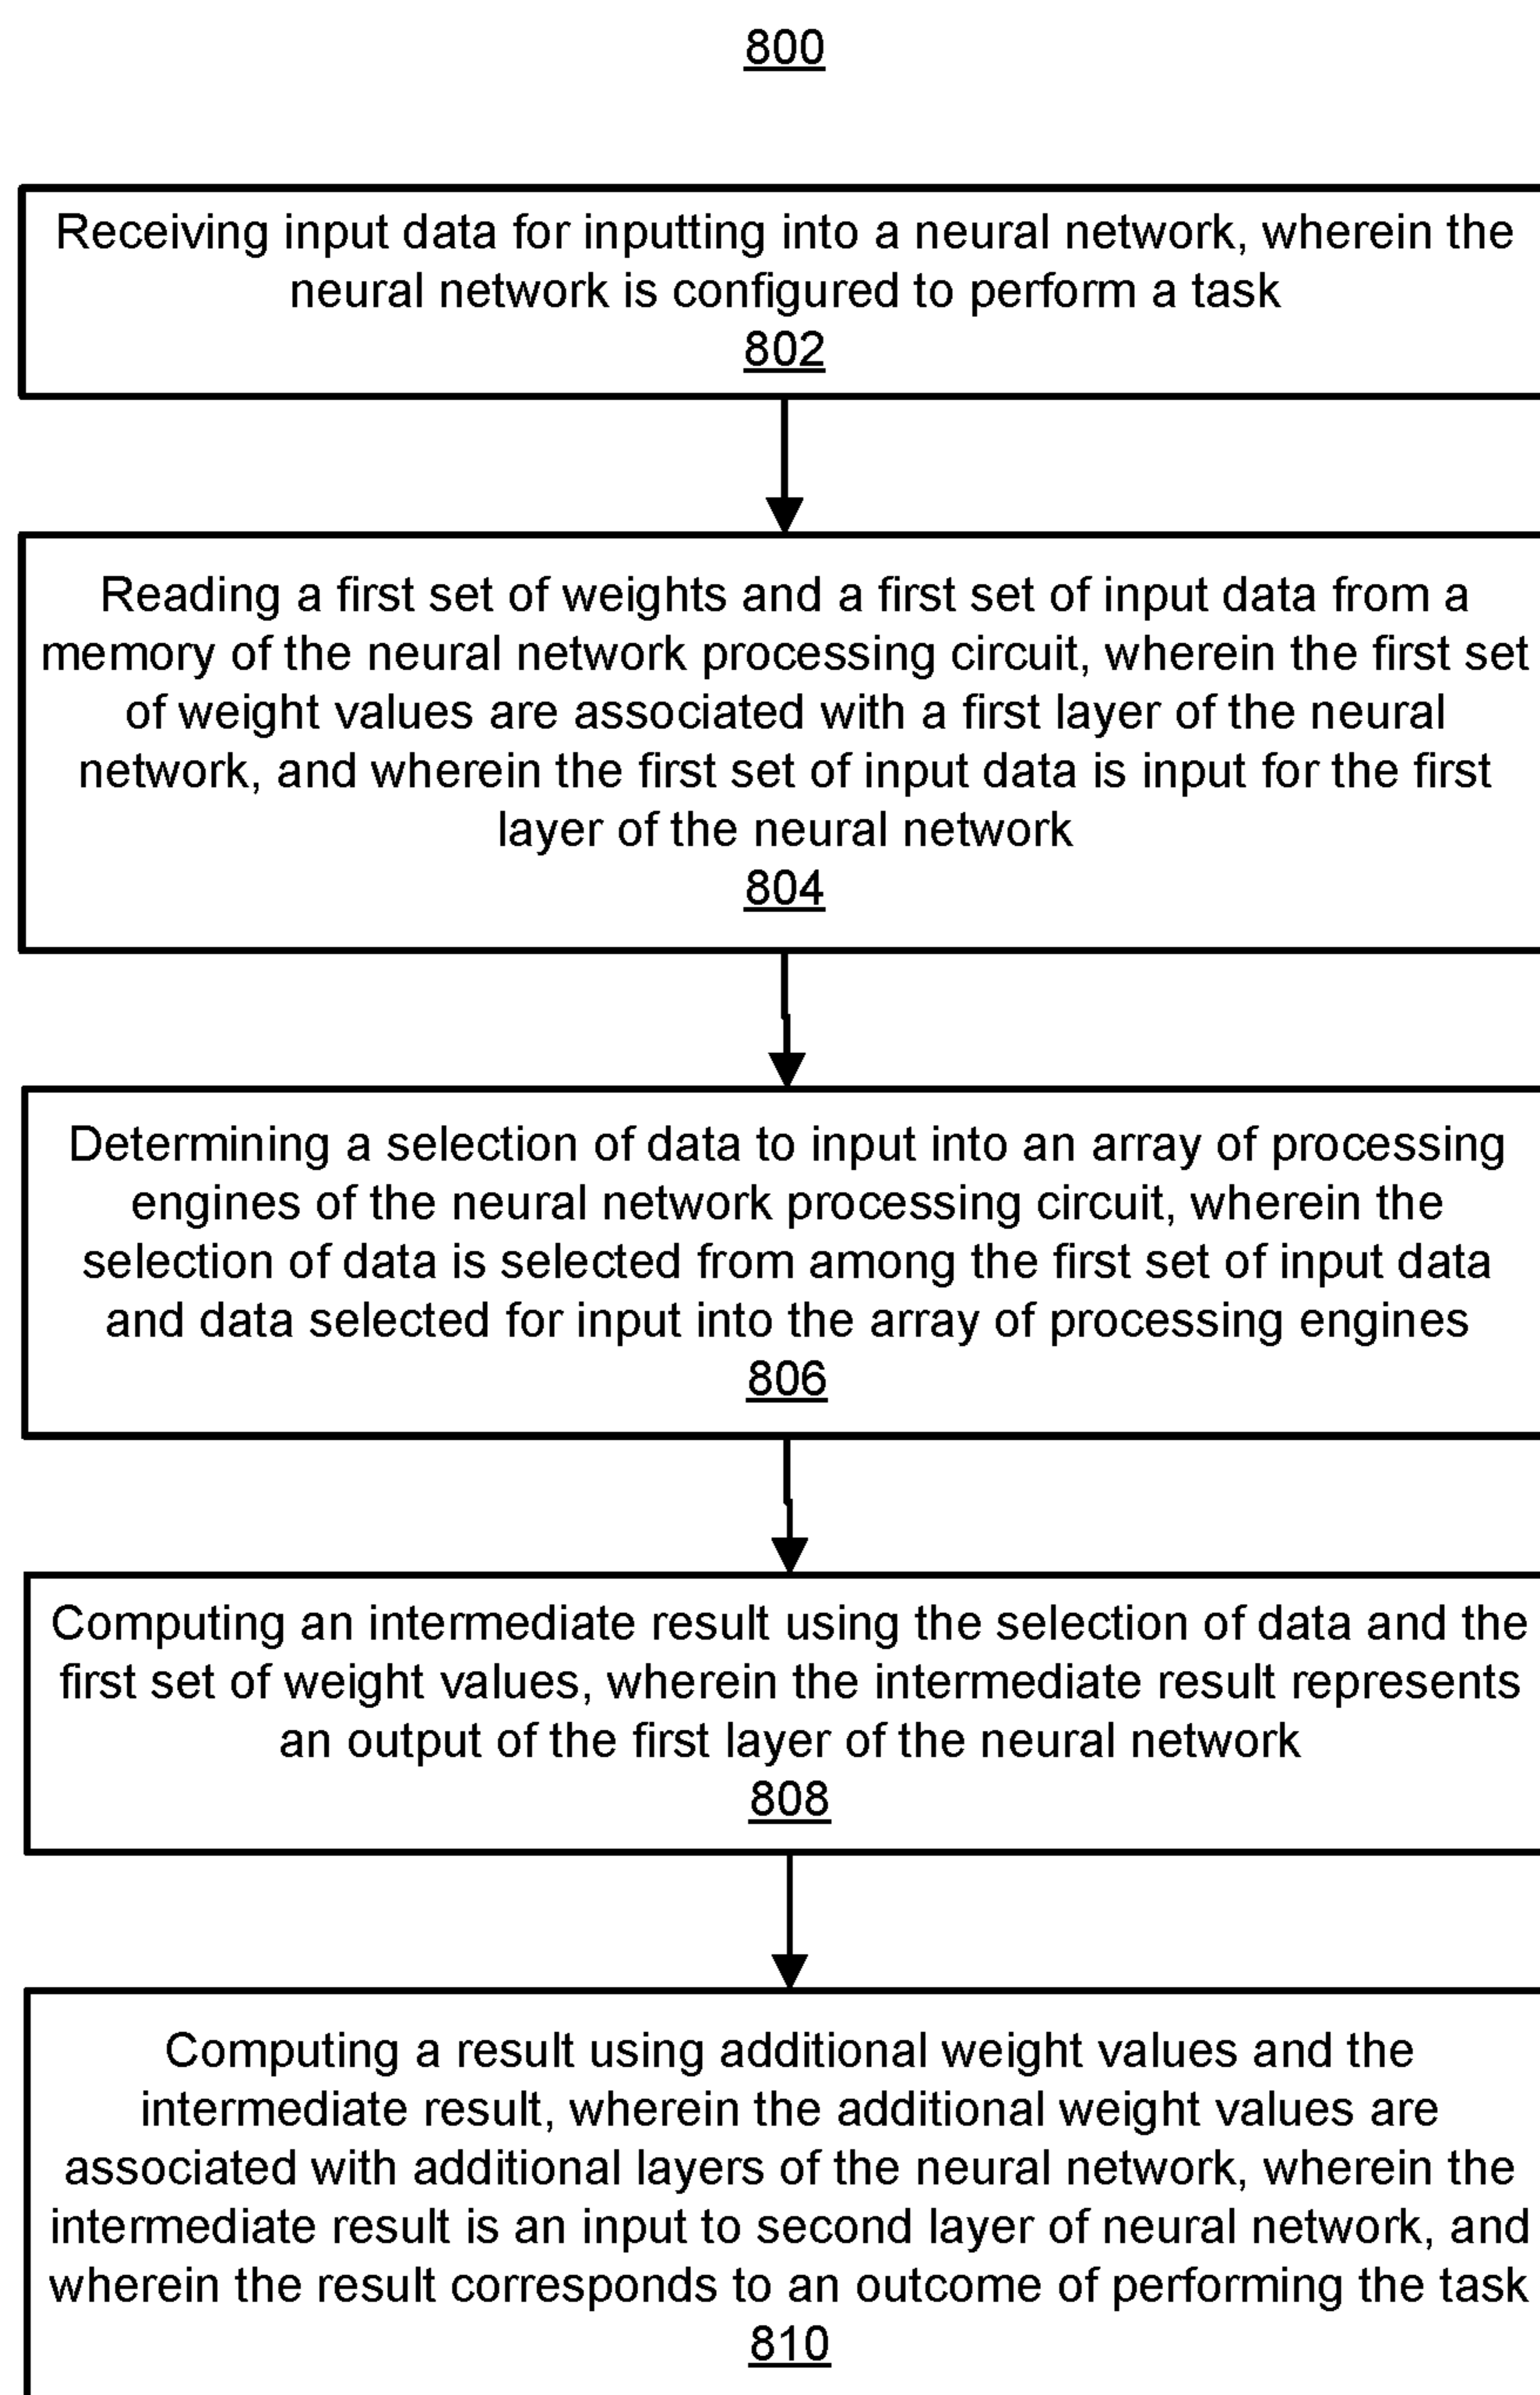 800
Receiving input data for inputting into a neural network, wherein the
neural network is configured to perform a task
802
Reading a first set of weights and a first set of input data from a
memory of the neural network processing circuit, wherein the first set
of weight values are associated with a first layer of the neural
network, and wherein the first set of input data is input for the first
layer of the neural network
804
Determining a selection of data to input into an array of processing
engines of the neural network processing circuit, wherein the
selection of data is selected from among the first set of input data
and data selected for input into the array of processing engines
806
Computing an intermediate result using the selection of data and the
first set of weight values, wherein the intermediate result represents
an output of the first layer of the neural network
808
Computing a result using additional weight values and the
intermediate result, wherein the additional weight values are
associated with additional layers of the neural network, wherein the
intermediate result is an input to second layer of neural network, and
wherein the result corresponds to an outcome of performing the task
810